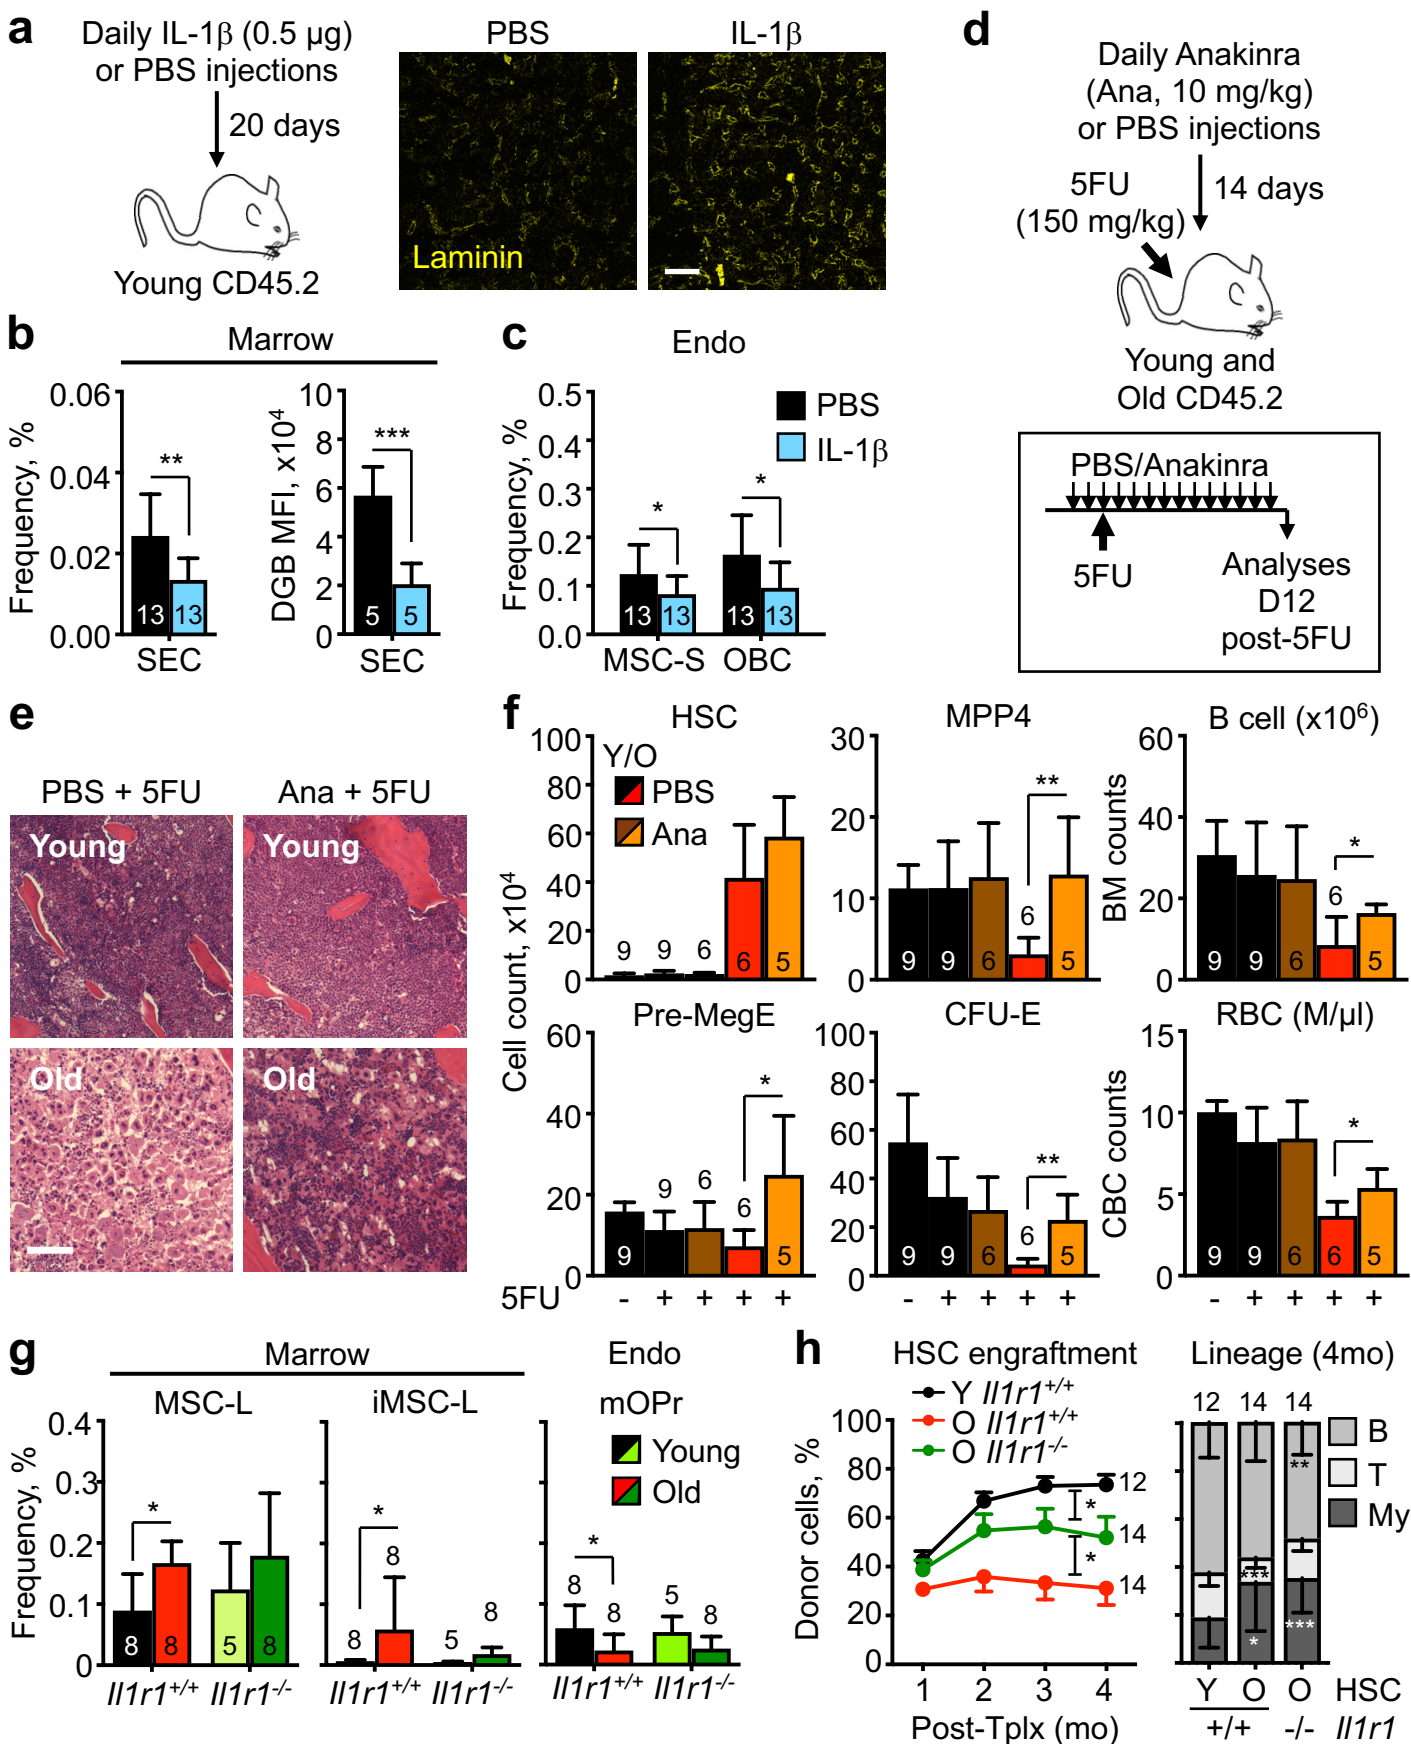 a
Daily IL-1β (0.5 µg)
or PBS injections
20 days
Young CD45.2
PBS
IL-1β
Laminin
d
Daily Anakinra
(Ana, 10 mg/kg)
or PBS injections
5FU
(150 mg/kg)
14 days
Young and
Old CD45.2
PBS/Anakinra
5FU
Analyses
D12
post-5FU
b
Marrow
Frequency, %
0.06
0.04
0.02
0.00
**
13
13
SEC
DGB MFI, x10⁴
10
8
6
4
2
0
***
5
5
SEC
c
Endo
Frequency, %
0.5
0.4
0.3
0.2
0.1
0.0
PBS
IL-1β
*
*
13
13
13
13
MSC-S
OBC
e
PBS + 5FU
Ana + 5FU
Young
Young
Old
Old
f
HSC
Y/O
PBS
Ana
Cell count, x10⁴
100
80
60
40
20
0
9
9
6
6
5
MPP4
30
20
10
0
**
9
9
6
6
5
B cell (x10⁶)
BM counts
60
40
20
0
*
9
9
6
6
5
Pre-MegE
60
40
20
0
*
9
9
6
6
5
5FU
-
+
+
+
+
CFU-E
100
80
60
40
20
0
**
9
9
6
6
5
-
+
+
+
+
RBC (M/µl)
CBC counts
15
10
5
0
*
9
9
6
6
5
-
+
+
+
+
g
Marrow
Endo
MSC-L
Frequency, %
0.4
0.3
0.2
0.1
0
*
8
8
5
8
Il1r1+/+
Il1r1-/-
iMSC-L
*
8
8
5
8
Il1r1+/+
Il1r1-/-
mOPr
Young
Old
*
8
8
5
8
Il1r1+/+
Il1r1-/-
h
HSC engraftment
Y Il1r1+/+
O Il1r1+/+
O Il1r1-/-
Donor cells, %
100
80
60
40
20
0
12
*
14
*
14
1
2
3
4
Post-Tplx (mo)
Lineage (4mo)
12
14
14
B
T
My
**
***
*
***
Y
O
O
HSC
+/+
-/-
Il1r1